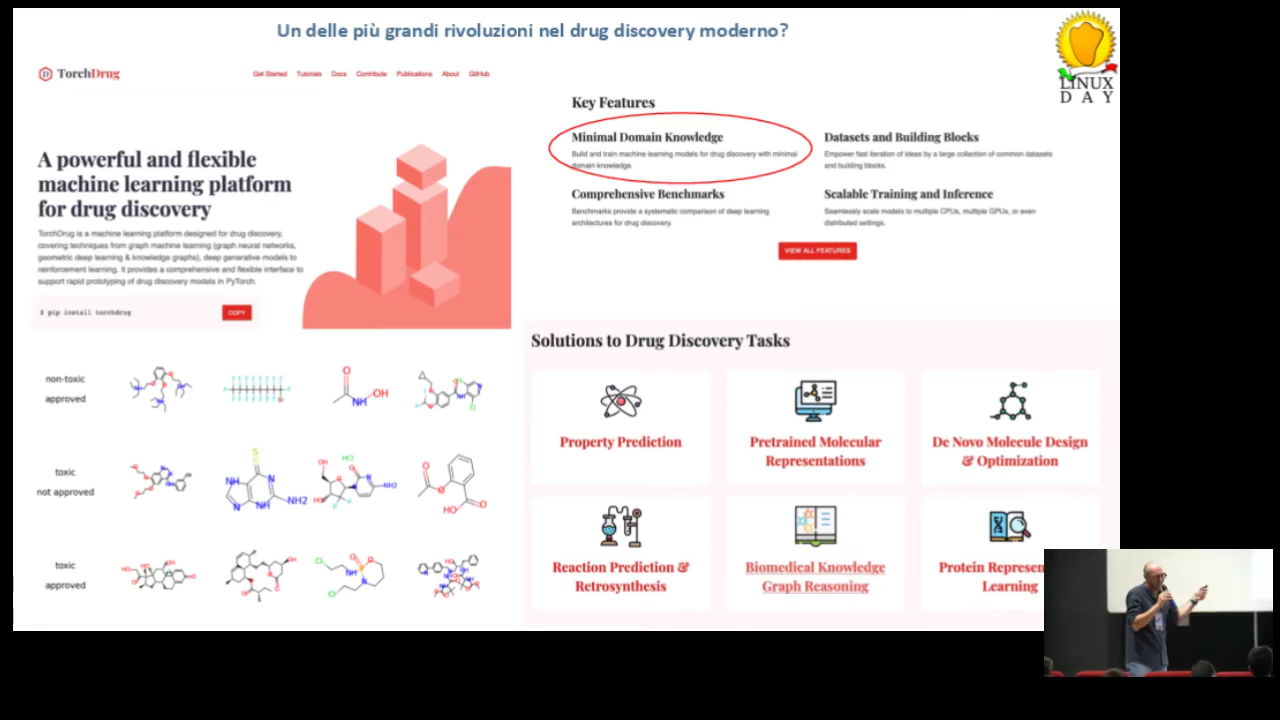 Un delle più grandi rivoluzioni nel drug discovery moderno?
LINUX
DAY
TorchDrug
Get Started Tutorials Docs Contribute Publications About GitHub
A powerful and flexible
machine learning platform
for drug discovery
TorchDrug is a machine learning platform designed for drug discovery,
covering techniques from graph machine learning (graph neural networks,
geometric deep learning & knowledge graphs), deep generative models to
reinforcement learning. It provides a comprehensive and flexible interface to
support rapid prototyping of drug discovery models in PyTorch.
$ pip install torchdrug
COPY
Key Features
Minimal Domain Knowledge
Build and train machine learning models for drug discovery with minimal
domain knowledge.
Datasets and Building Blocks
Empower fast iteration of ideas by a large collection of common datasets
and building blocks.
Comprehensive Benchmarks
Benchmarks provide a systematic comparison of deep learning
architectures for drug discovery.
Scalable Training and Inference
Seamlessly scale models to multiple CPUs, multiple GPUs, or even
distributed settings.
VIEW ALL FEATURES
non-toxic
approved
toxic
not approved
toxic
approved
Solutions to Drug Discovery Tasks
Property Prediction
Pretrained Molecular
Representations
De Novo Molecule Design
& Optimization
Reaction Prediction &
Retrosynthesis
Biomedical Knowledge
Graph Reasoning
Protein Represen
Learning